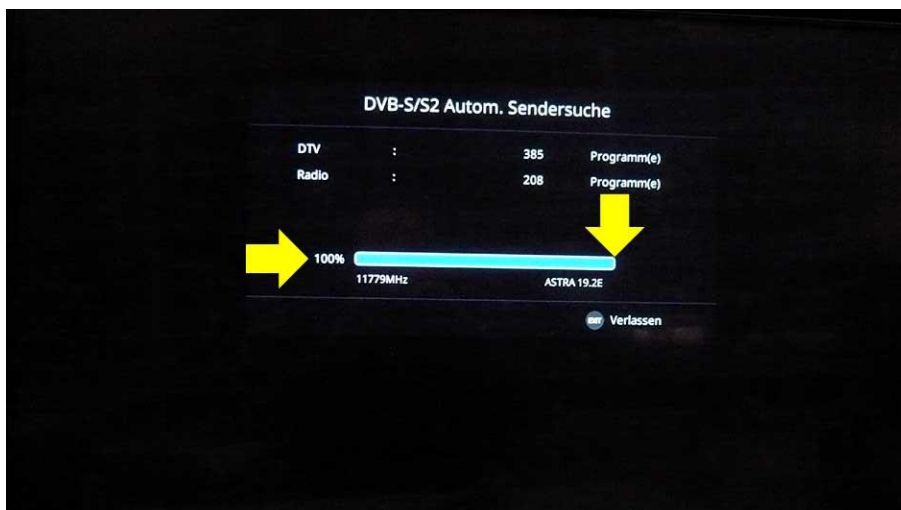 DVB-S/S2 Autom. Sendersuche
DTV : 385 Programm(e)
Radio : 208 Programm(e)
100%
11779MHz ASTRA 19.2E
EXIT Verlassen